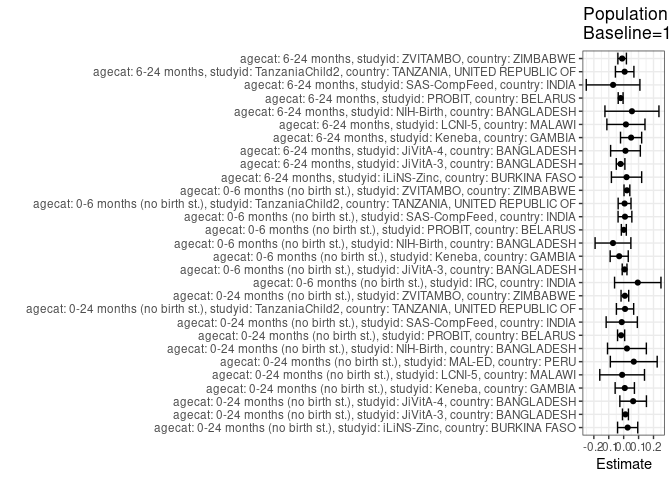 Population
Baseline=1
agecat: 6-24 months, studyid: ZVITAMBO, country: ZIMBABWE
agecat: 6-24 months, studyid: TanzaniaChild2, country: TANZANIA, UNITED REPUBLIC OF
agecat: 6-24 months, studyid: SAS-CompFeed, country: INDIA
agecat: 6-24 months, studyid: PROBIT, country: BELARUS
agecat: 6-24 months, studyid: NIH-Birth, country: BANGLADESH
agecat: 6-24 months, studyid: LCNI-5, country: MALAWI
agecat: 6-24 months, studyid: Keneba, country: GAMBIA
agecat: 6-24 months, studyid: JiVitA-4, country: BANGLADESH
agecat: 6-24 months, studyid: JiVitA-3, country: BANGLADESH
agecat: 6-24 months, studyid: iLiNS-Zinc, country: BURKINA FASO
agecat: 0-6 months (no birth st.), studyid: ZVITAMBO, country: ZIMBABWE
agecat: 0-6 months (no birth st.), studyid: TanzaniaChild2, country: TANZANIA, UNITED REPUBLIC OF
agecat: 0-6 months (no birth st.), studyid: SAS-CompFeed, country: INDIA
agecat: 0-6 months (no birth st.), studyid: PROBIT, country: BELARUS
agecat: 0-6 months (no birth st.), studyid: NIH-Birth, country: BANGLADESH
agecat: 0-6 months (no birth st.), studyid: Keneba, country: GAMBIA
agecat: 0-6 months (no birth st.), studyid: JiVitA-3, country: BANGLADESH
agecat: 0-6 months (no birth st.), studyid: IRC, country: INDIA
agecat: 0-24 months (no birth st.), studyid: ZVITAMBO, country: ZIMBABWE
agecat: 0-24 months (no birth st.), studyid: TanzaniaChild2, country: TANZANIA, UNITED REPUBLIC OF
agecat: 0-24 months (no birth st.), studyid: SAS-CompFeed, country: INDIA
agecat: 0-24 months (no birth st.), studyid: PROBIT, country: BELARUS
agecat: 0-24 months (no birth st.), studyid: NIH-Birth, country: BANGLADESH
agecat: 0-24 months (no birth st.), studyid: MAL-ED, country: PERU
agecat: 0-24 months (no birth st.), studyid: LCNI-5, country: MALAWI
agecat: 0-24 months (no birth st.), studyid: Keneba, country: GAMBIA
agecat: 0-24 months (no birth st.), studyid: JiVitA-4, country: BANGLADESH
agecat: 0-24 months (no birth st.), studyid: JiVitA-3, country: BANGLADESH
agecat: 0-24 months (no birth st.), studyid: iLiNS-Zinc, country: BURKINA FASO
-0.2 -0.1 0.0 0.1 0.2
Estimate